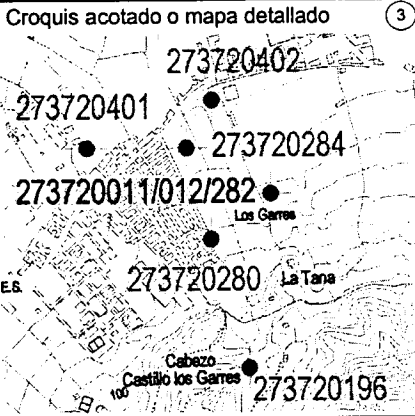 Croquis acotado o mapa detallado 3
273720402
273720401
273720284
273720011/012/282
Los Garres
273720280
La Tana
E.S.
Cabezo
Castillo los Garres
100
273720196